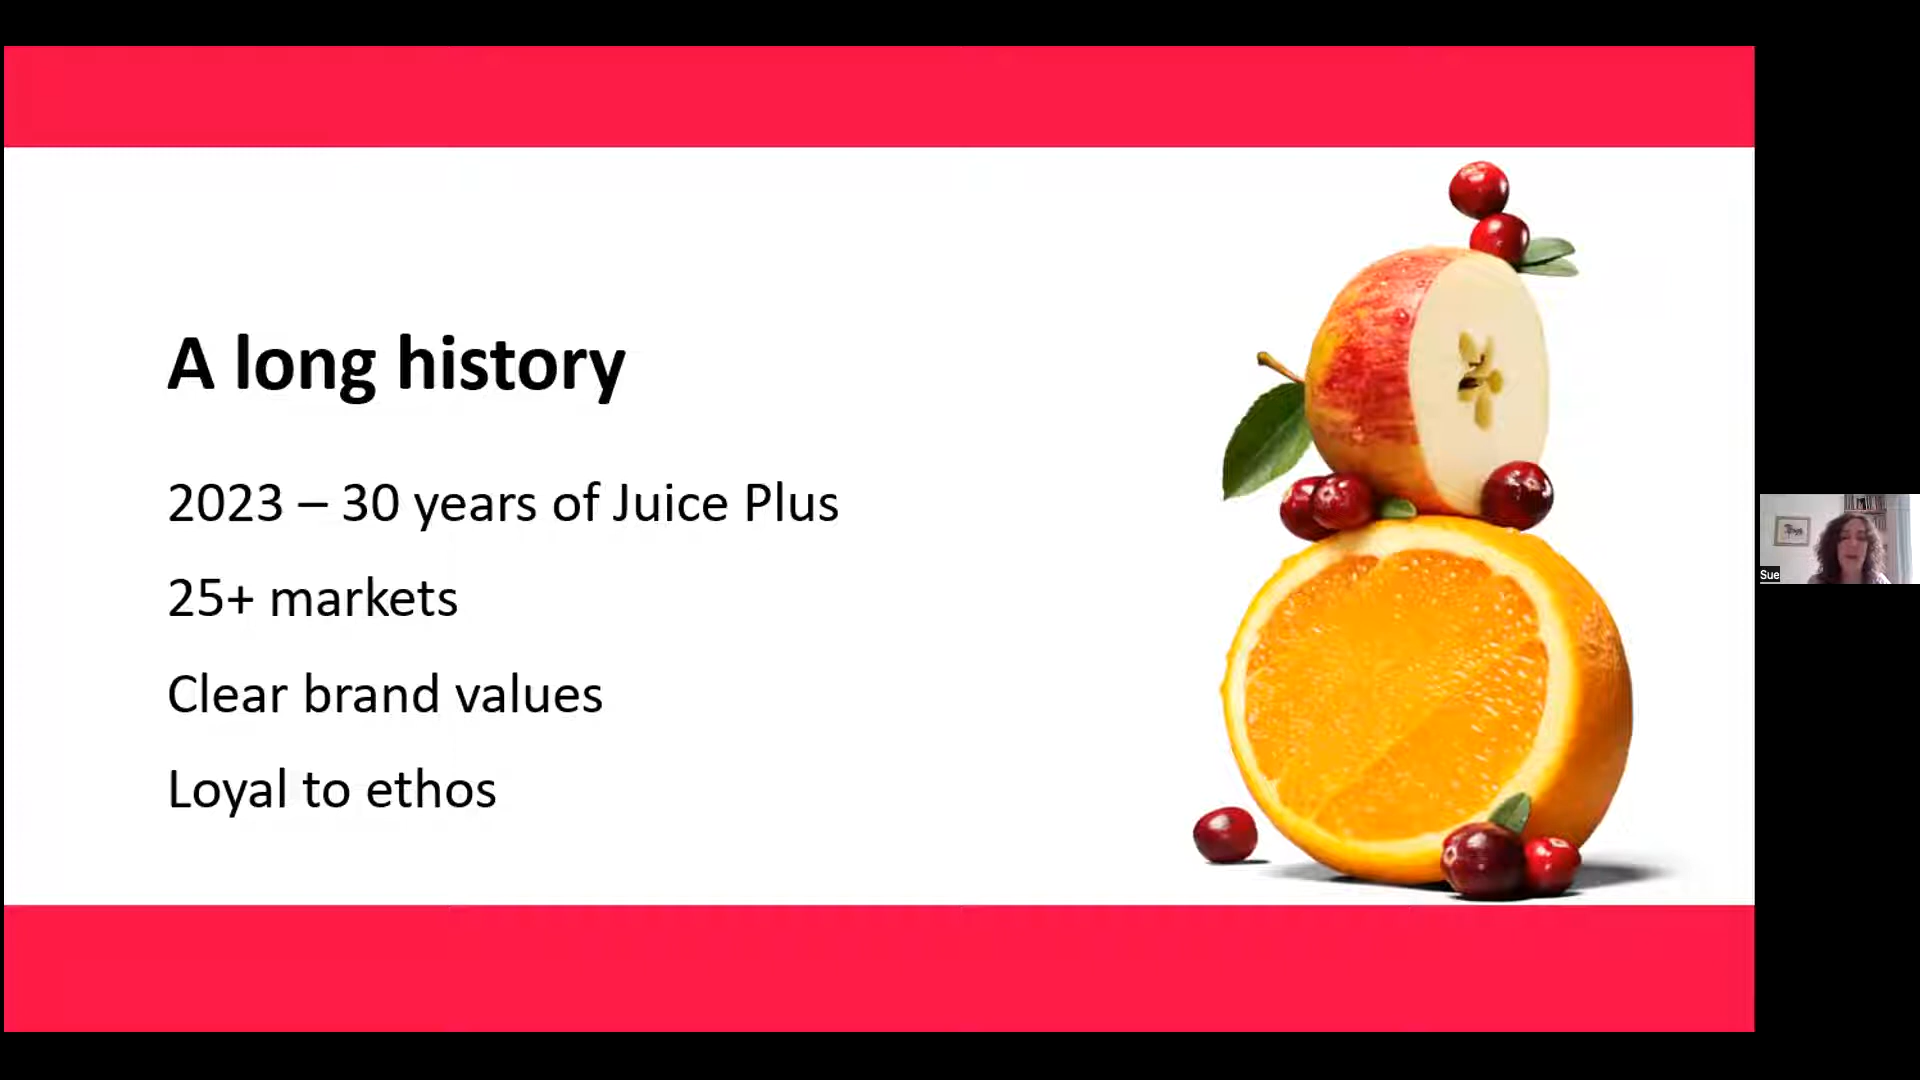 A long history
2023 – 30 years of Juice Plus
25+ markets
Clear brand values
Loyal to ethos
Sue